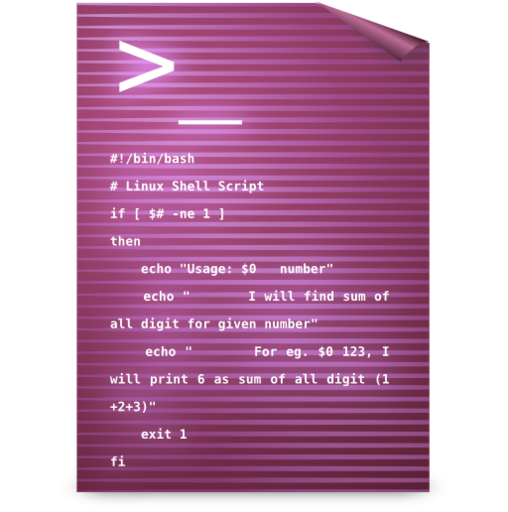 >_
#!/bin/bash
# Linux Shell Script
if [ $# -ne 1 ]
then
    echo "Usage: $0   number"
    echo "       I will find sum of
all digit for given number"
    echo "       For eg. $0 123, I
will print 6 as sum of all digit (1
+2+3)"
    exit 1
fi